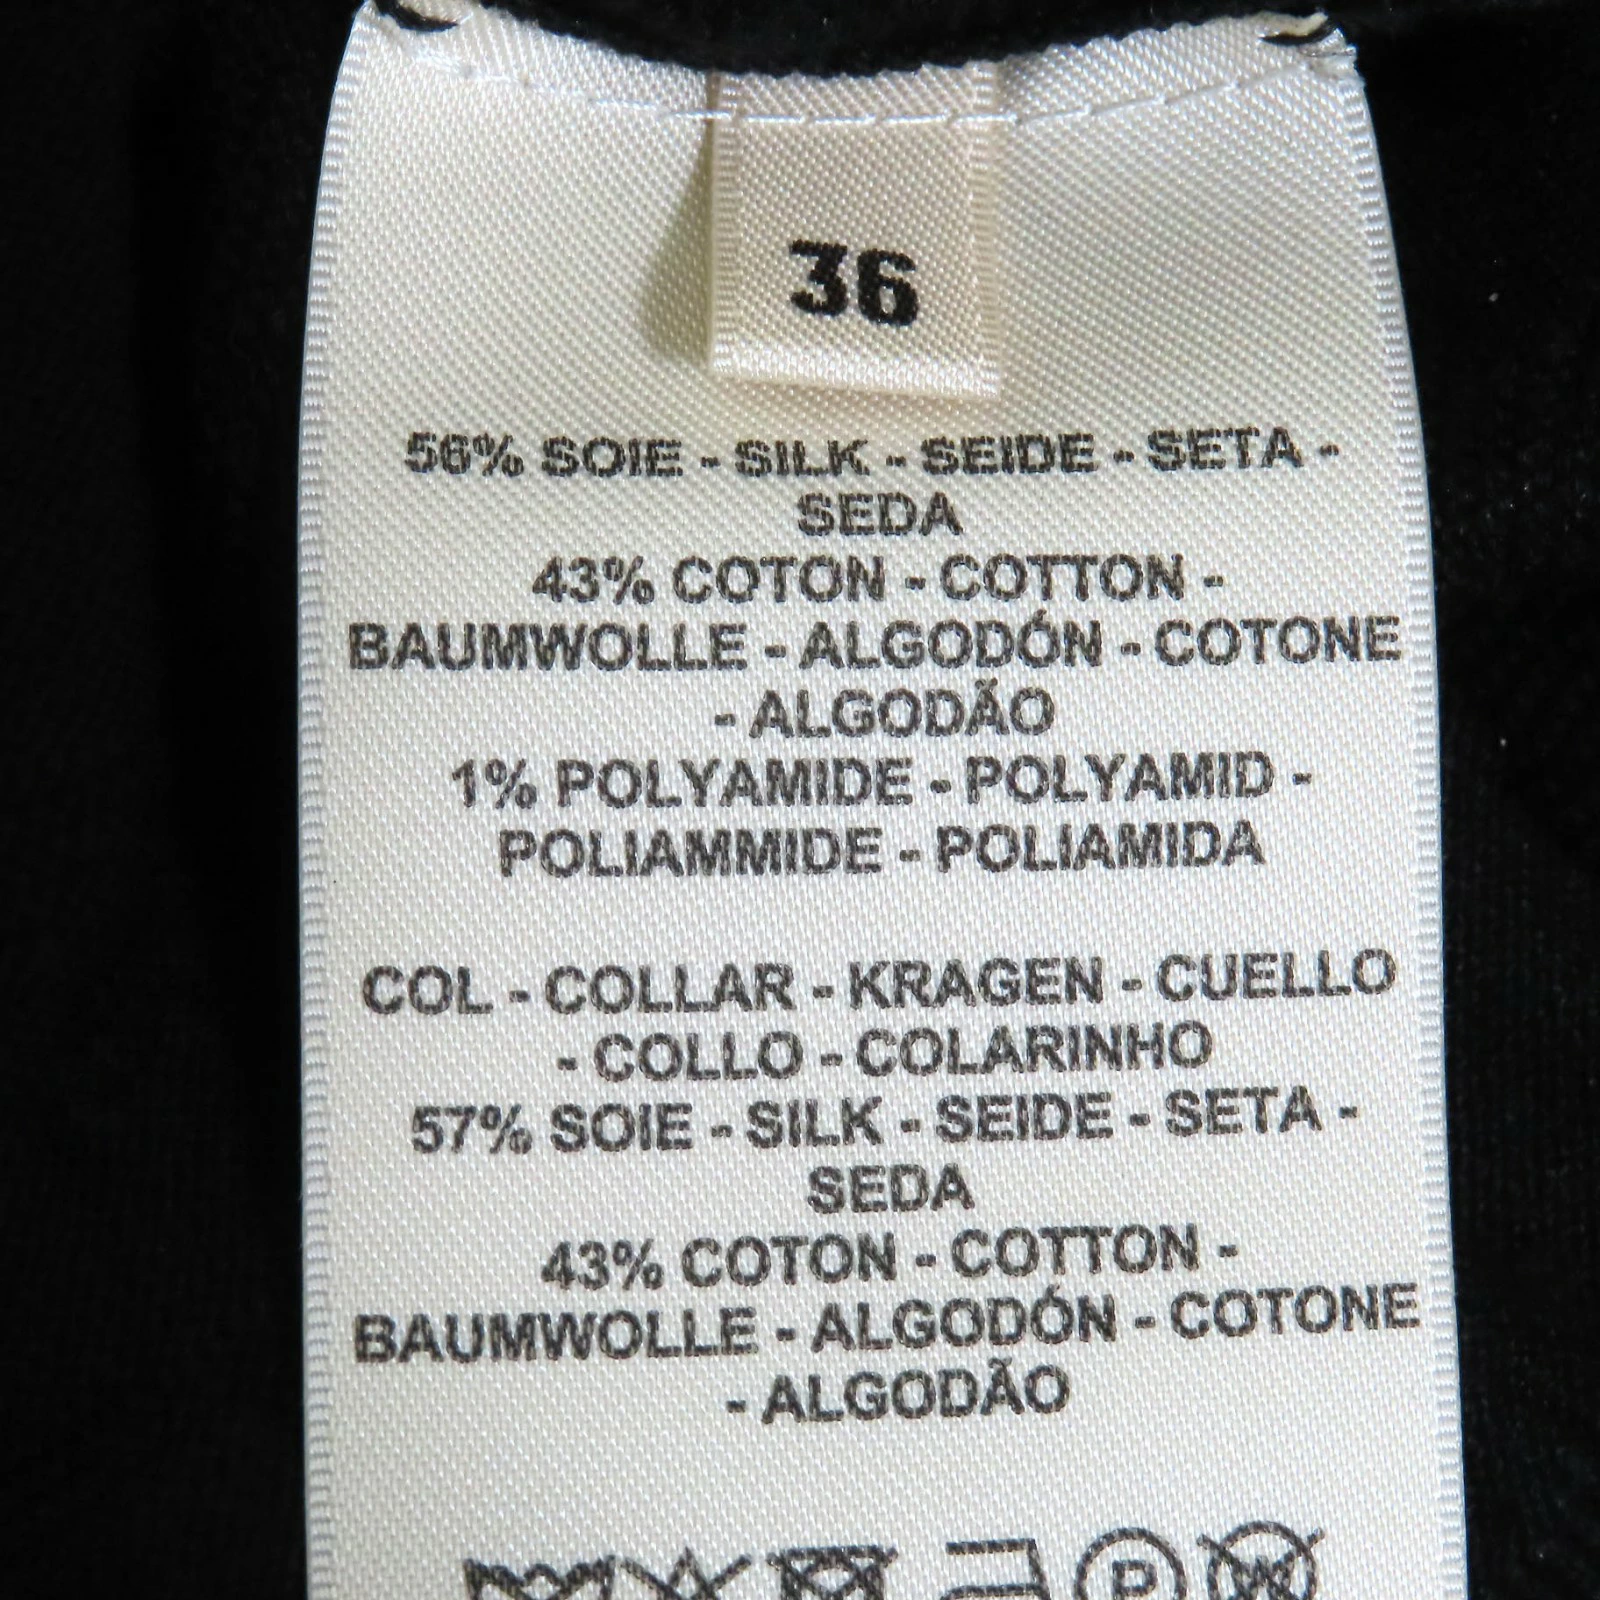 36
56% SOIE - SILK - SEIDE - SETA -
SEDA
43% COTON - COTTON -
BAUMWOLLE - ALGODÓN - COTONE
- ALGODÃO
1% POLYAMIDE - POLYAMID -
POLIAMMIDE - POLIAMIDA
COL - COLLAR - KRAGEN - CUELLO
- COLLO - COLARINHO
57% SOIE - SILK - SEIDE - SETA -
SEDA
43% COTON - COTTON -
BAUMWOLLE - ALGODÓN - COTONE
- ALGODÃO
P W